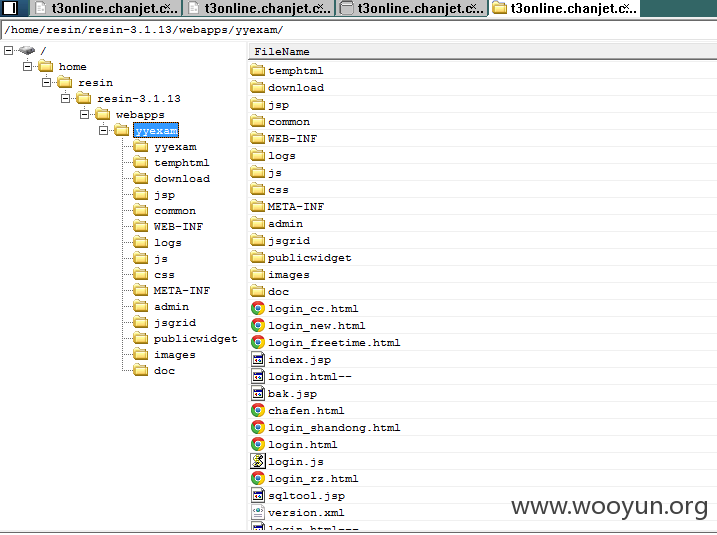 t3online.chanjet.c...
t3online.chanjet.c...
t3online.chanjet.c...
t3online.chanjet.c...
/home/resin/resin-3.1.13/webapps/yyexam/
/
home
resin
resin-3.1.13
webapps
yyexam
yyexam
temphtml
download
jsp
common
WEB-INF
logs
js
css
META-INF
admin
jsgrid
publicwidget
images
doc
FileName
temphtml
download
jsp
common
WEB-INF
logs
js
css
META-INF
admin
jsgrid
publicwidget
images
doc
login_cc.html
login_new.html
login_freetime.html
index.jsp
login.html--
bak.jsp
chafen.html
login_shandong.html
login.html
login.js
login_rz.html
sqltool.jsp
version.xml
login.html---
www.wooyun.org